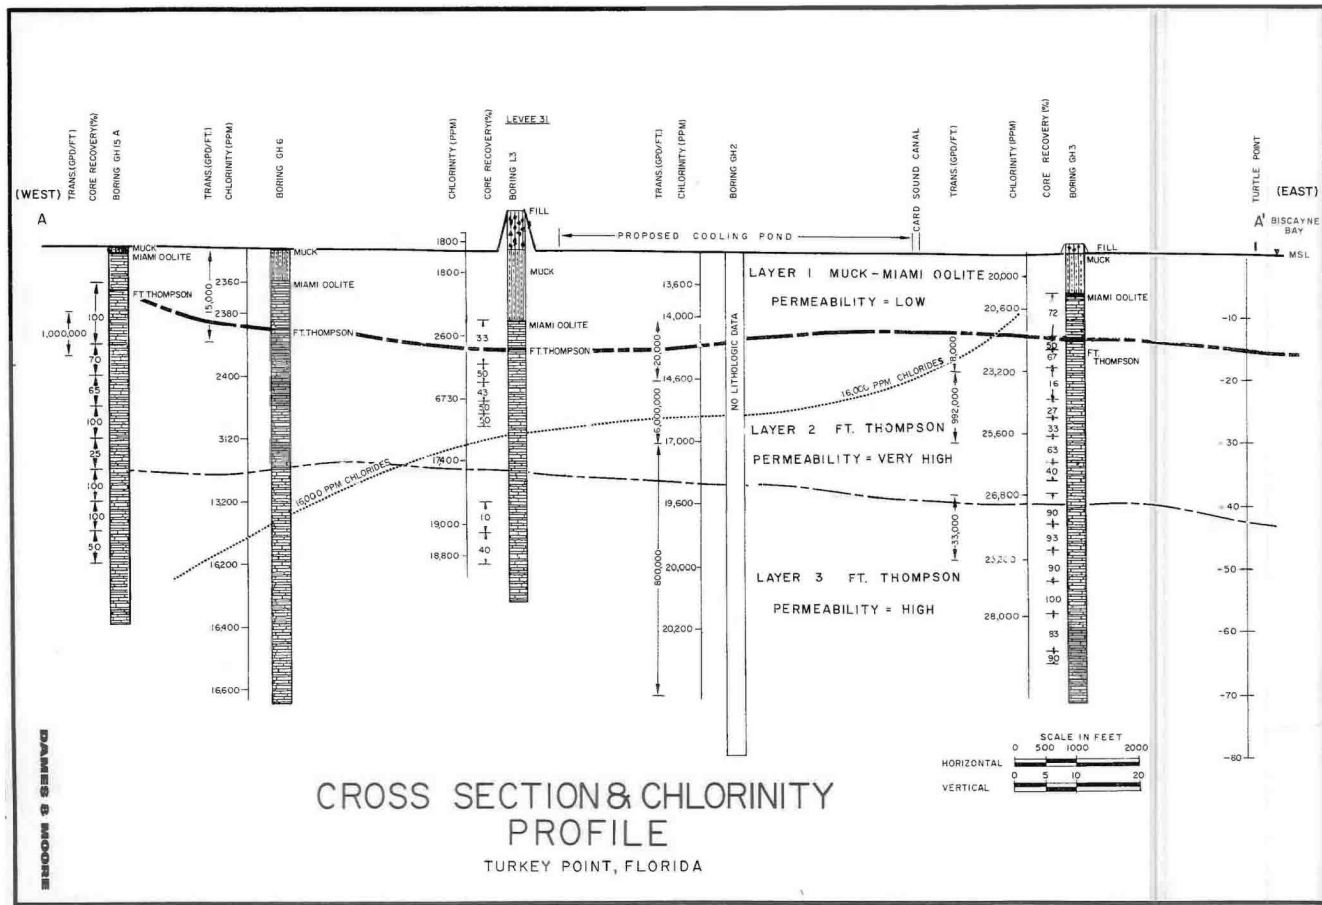 TRANS.(GPD/FT.)
CORE RECOVERY(%)
BORING GH15A
TRANS.(GPD/FT.)
CHLORINITY (PPM)
BORING GH6
CHLORINITY (PPM)
CORE RECOVERY(%)
LEVEE 31
BORING L3
TRANS.(GPD/FT.)
CHLORINITY (PPM)
BORING GH2
CARD SOUND CANAL
TRANS.(GPD/FT.)
CHLORINITY(PPM)
CORE RECOVERY(%)
BORING GH3
TURTLE POINT
(WEST)
(EAST)
A
A'
BISCAYNE
BAY
MSL
MUCK
MIAMI OOLITE
FT.THOMPSON
1,000,000
100
70
65
100
25
100
100
50
15,000
2360
2380
2400
3120
13200
16,200
16,400
16,600
MUCK
MIAMI OOLITE
FT.THOMPSON
16,000 PPM CHLORIDES
1800
1800
2600
6730
17400
19,000
18,800
33
50
43
10
40
FILL
MUCK
MIAMI OOLITE
FT.THOMPSON
PROPOSED COOLING POND
20,000
16,000,000
800,000
13,600
14,000
14,600
17,000
19,600
20,000
20,200
NO LITHOLOGIC DATA
LAYER 1 MUCK-MIAMI OOLITE
PERMEABILITY = LOW
16,000 PPM CHLORIDES
LAYER 2 FT. THOMPSON
PERMEABILITY = VERY HIGH
LAYER 3 FT. THOMPSON
PERMEABILITY = HIGH
8,000
992,000
33,000
20,000
20,600
23,200
25,600
26,800
28,000
72
50
67
16
27
33
63
40
90
93
90
100
83
90
FILL
MUCK
MIAMI OOLITE
FT.
THOMPSON
-10
-20
-30
-40
-50
-60
-70
-80
SCALE IN FEET
0 500 1000 2000
HORIZONTAL
0 5 10 20
VERTICAL
CROSS SECTION & CHLORINITY
PROFILE
TURKEY POINT, FLORIDA
DAMES & MOORE